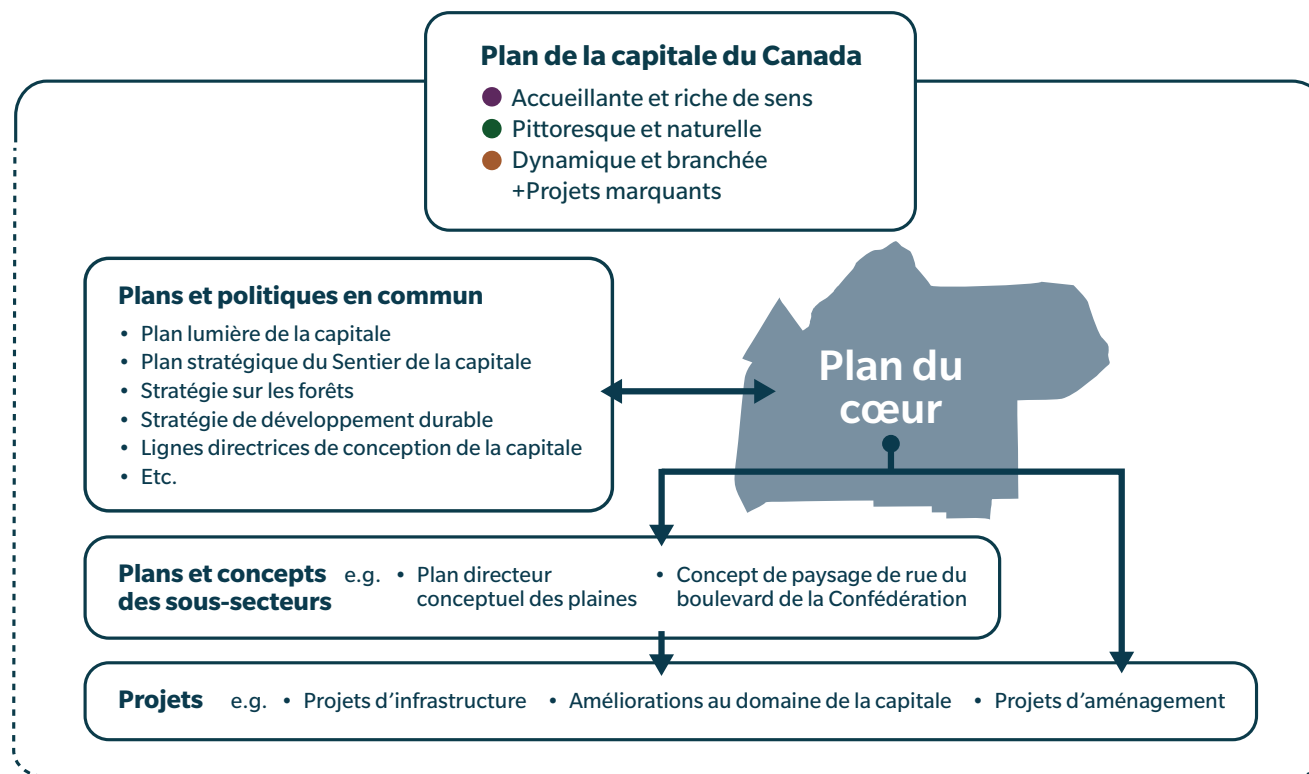 Plan de la capitale du Canada
Accueillante et riche de sens
Pittoresque et naturelle
Dynamique et branchée
+Projets marquants
Plans et politiques en commun
• Plan lumière de la capitale
• Plan stratégique du Sentier de la capitale
• Stratégie sur les forêts
• Stratégie de développement durable
• Lignes directrices de conception de la capitale
• Etc.
Plan du
cœur
Plans et concepts
des sous-secteurs
e.g. • Plan directeur
conceptuel des plaines
• Concept de paysage de rue du
boulevard de la Confédération
Projets e.g. • Projets d'infrastructure • Améliorations au domaine de la capitale • Projets d'aménagement